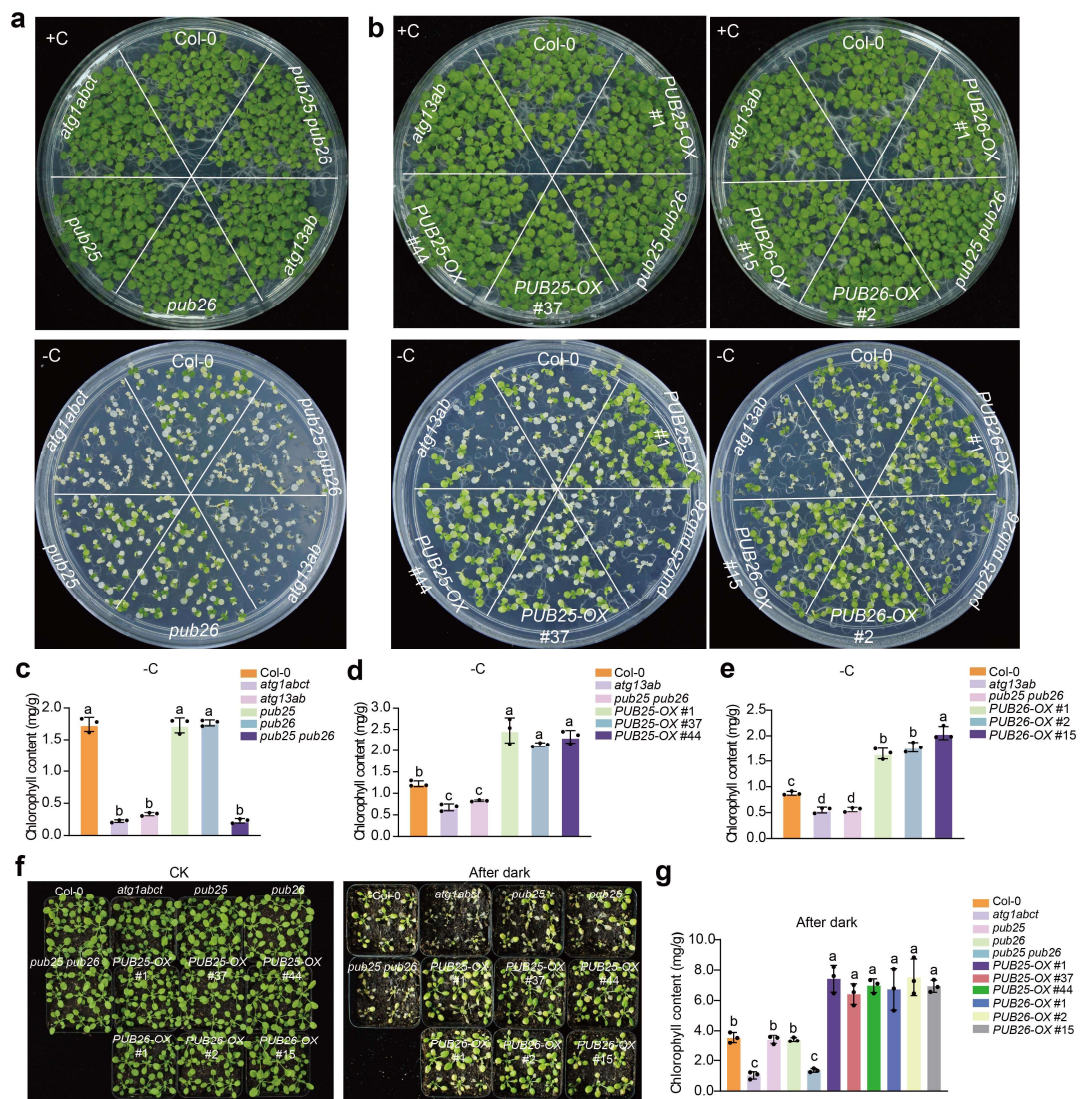 a
+C
Col-0
atg1abct
pub25 pub26
pub25
atg13ab
pub26
-C
Col-0
atg1abct
pub25 pub26
pub25
atg13ab
pub26
b
+C
Col-0
atg13ab
PUB25-OX
#1
PUB25-OX
#44
pub25 pub26
PUB25-OX
#37
+C
Col-0
atg13ab
PUB26-OX
#1
PUB26-OX
#15
pub25 pub26
PUB26-OX
#2
-C
Col-0
atg13ab
PUB25-OX
#1
PUB25-OX
#44
pub25 pub26
PUB25-OX
#37
-C
Col-0
atg13ab
PUB26-OX
#1
PUB26-OX
#15
pub25 pub26
PUB26-OX
#2
c
-C
Chlorophyll content (mg/g)
2.0
1.5
1.0
0.5
0
a
b
b
a
a
b
Col-0
atg1abct
atg13ab
pub25
pub26
pub25 pub26
d
-C
Chlorophyll content (mg/g)
3.0
2.5
2.0
1.5
1.0
0.5
0.0
b
c
c
a
a
a
Col-0
atg13ab
pub25 pub26
PUB25-OX #1
PUB25-OX #37
PUB25-OX #44
e
-C
Chlorophyll content (mg/g)
2.5
2.0
1.5
1.0
0.5
0.0
c
d
d
b
b
a
Col-0
atg13ab
pub25 pub26
PUB26-OX #1
PUB26-OX #2
PUB26-OX #15
f
CK
Col-0
atg1abct
pub25
pub26
pub25 pub26
PUB25-OX
#1
PUB25-OX
#37
PUB25-OX
#44
PUB26-OX
#1
PUB26-OX
#2
PUB26-OX
#15
After dark
Col-0
atg1abct
pub25
pub26
pub25 pub26
PUB25-OX
#1
PUB25-OX
#37
PUB25-OX
#44
PUB26-OX
#1
PUB26-OX
#2
PUB26-OX
#15
g
After dark
Chlorophyll content (mg/g)
10.0
8.0
6.0
4.0
2.0
0.0
b
c
b
b
c
a
a
a
a
a
a
Col-0
atg1abct
pub25
pub26
pub25 pub26
PUB25-OX #1
PUB25-OX #37
PUB25-OX #44
PUB26-OX #1
PUB26-OX #2
PUB26-OX #15